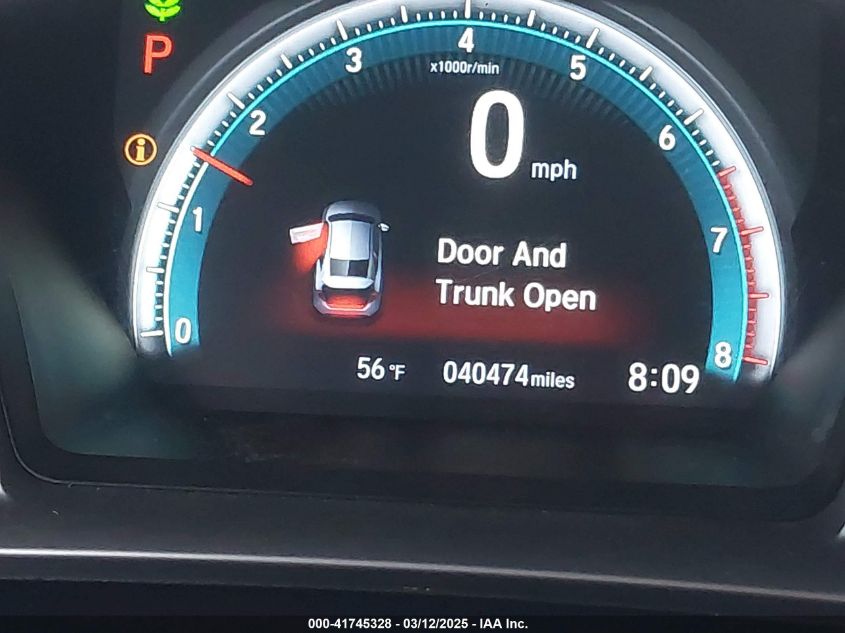 P
4
3
5
x1000r/min
2
0
6
mph
1
7
Door And
Trunk Open
0
8
56°F 040474miles 8:09
000-41745328 - 03/12/2025 - IAA Inc.